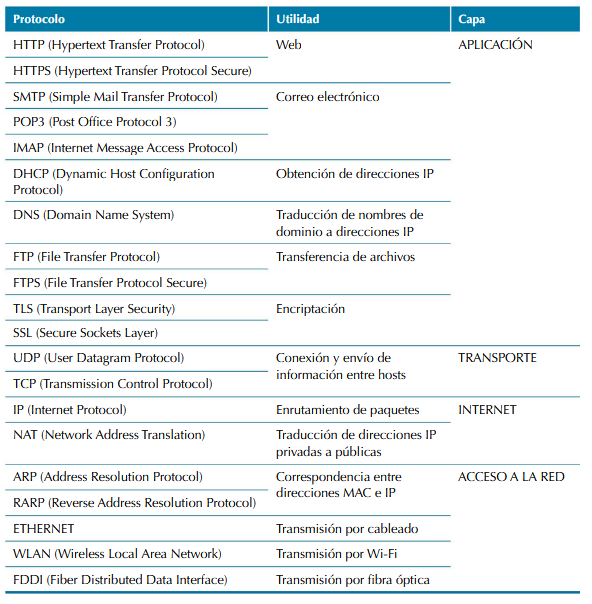 Protocolo Utilidad Capa
HTTP (Hypertext Transfer Protocol) Web APLICACIÓN
HTTPS (Hypertext Transfer Protocol Secure)
SMTP (Simple Mail Transfer Protocol) Correo electrónico
POP3 (Post Office Protocol 3)
IMAP (Internet Message Access Protocol)
DHCP (Dynamic Host Configuration Obtención de direcciones IP
Protocol)
DNS (Domain Name System) Traducción de nombres de
dominio a direcciones IP
FTP (File Transfer Protocol) Transferencia de archivos
FTPS (File Transfer Protocol Secure)
TLS (Transport Layer Security) Encriptación
SSL (Secure Sockets Layer)
UDP (User Datagram Protocol) Conexión y envío de TRANSPORTE
información entre hosts
TCP (Transmission Control Protocol)
IP (Internet Protocol) Enrutamiento de paquetes INTERNET
NAT (Network Address Translation) Traducción de direcciones IP
privadas a públicas
ARP (Address Resolution Protocol) Correspondencia entre ACCESO A LA RED
direcciones MAC e IP
RARP (Reverse Address Resolution Protocol)
ETHERNET Transmisión por cableado
WLAN (Wireless Local Area Network) Transmisión por Wi-Fi
FDDI (Fiber Distributed Data Interface) Transmisión por fibra óptica